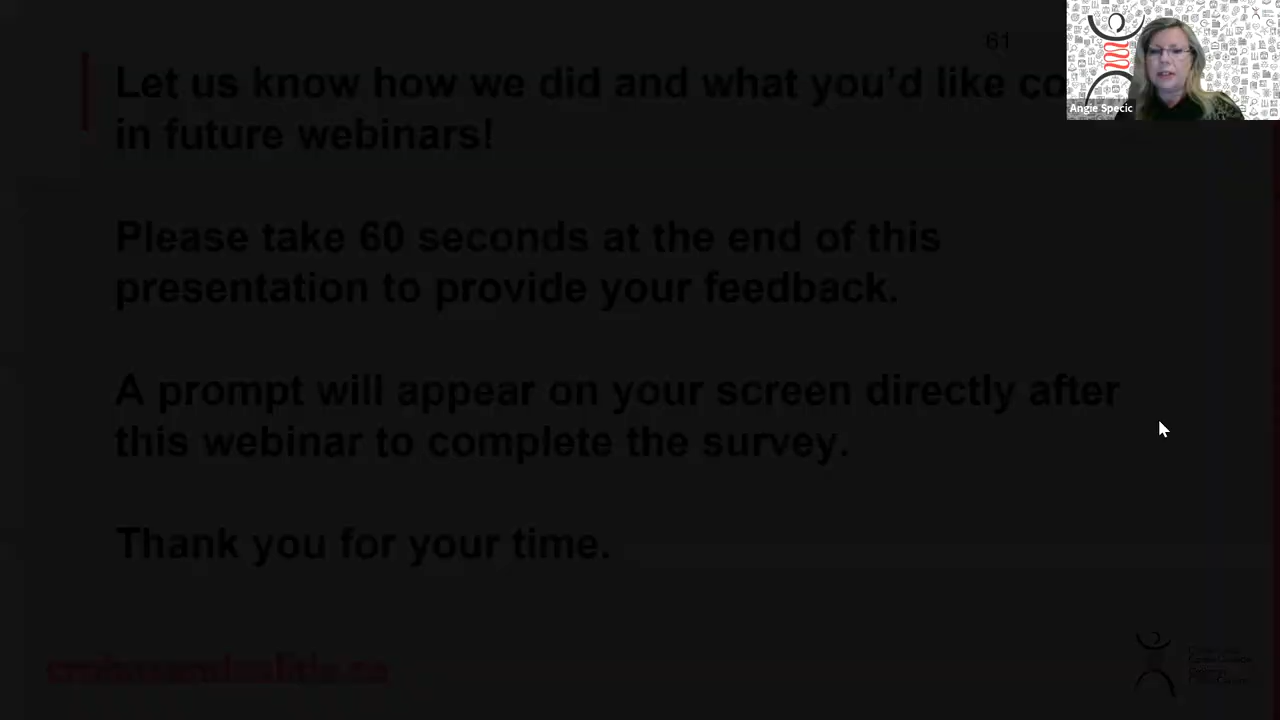 61
Let us know how we did and what you’d like co
in future webinars!
Please take 60 seconds at the end of this
presentation to provide your feedback.
A prompt will appear on your screen directly after
this webinar to complete the survey.
Thank you for your time.
Angie Specic